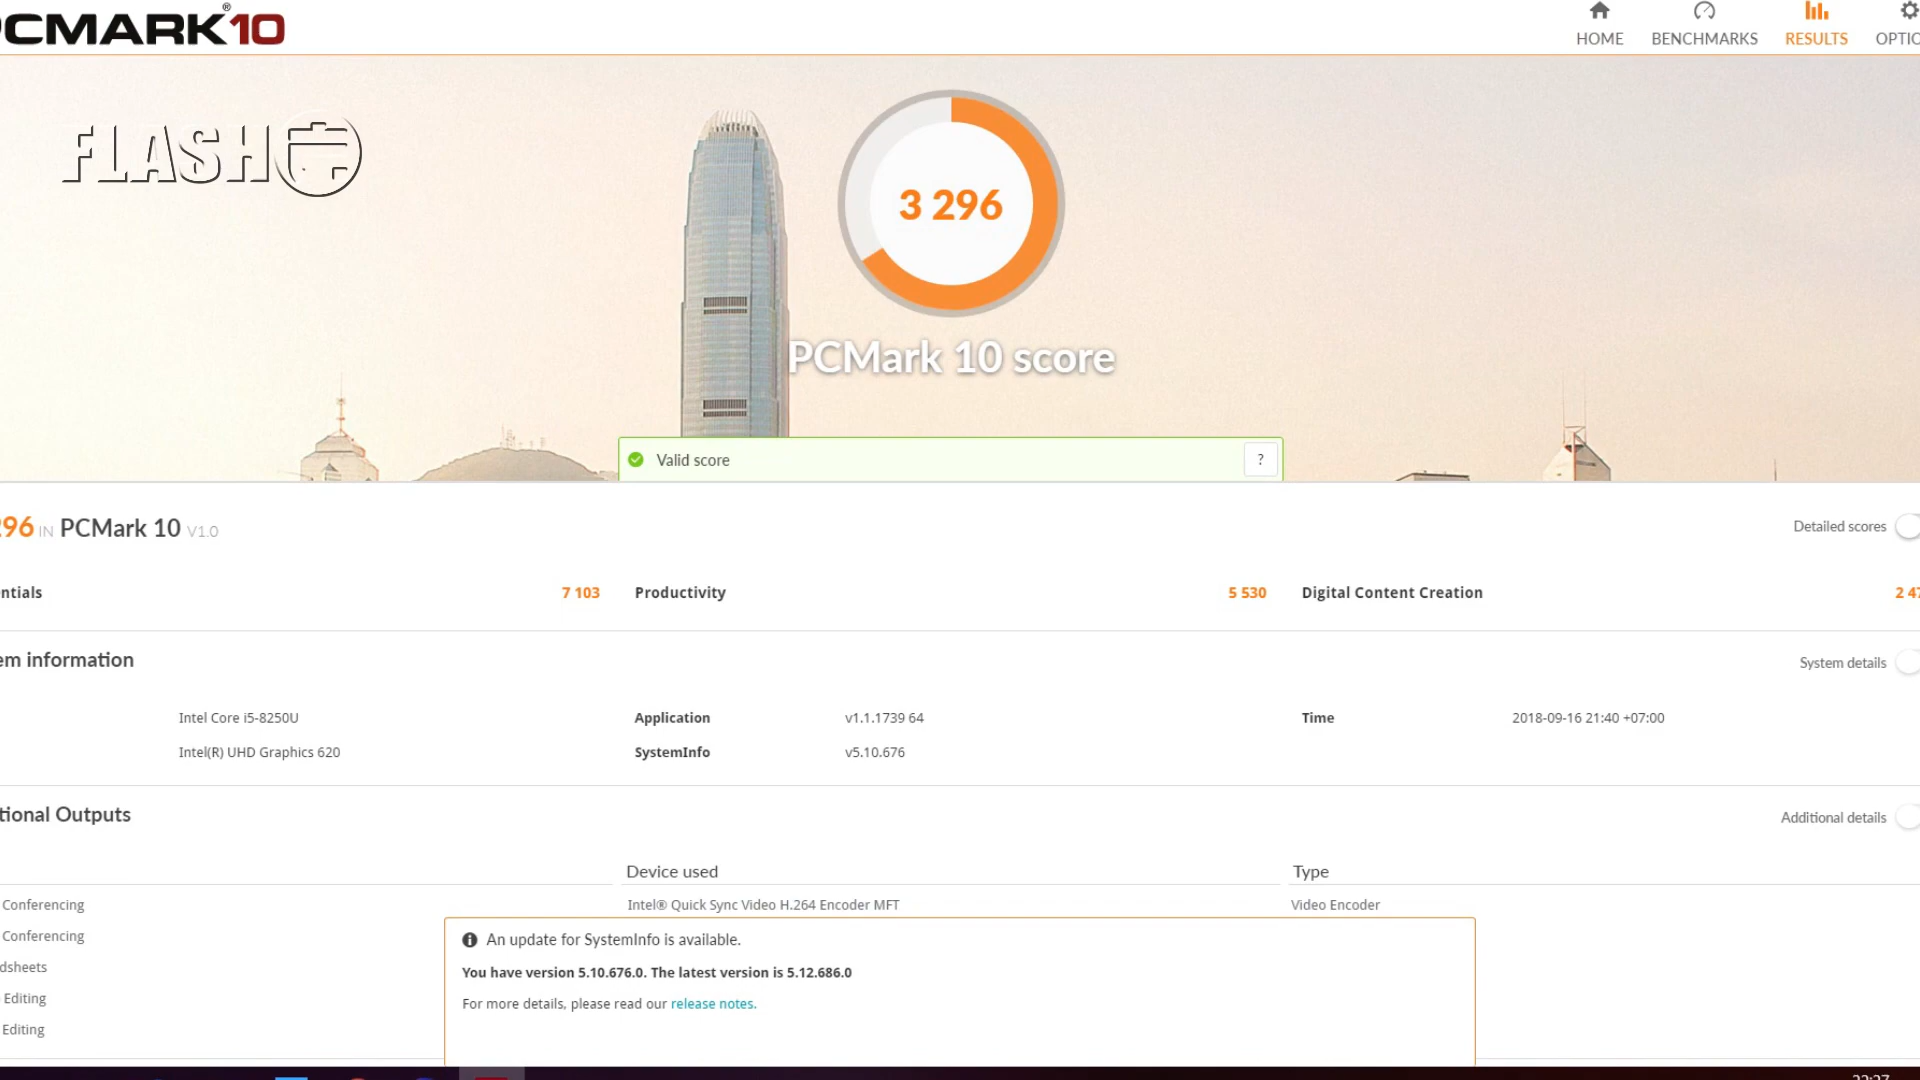 CMARK®10
HOME BENCHMARKS RESULTS OPTIO
FLASH
3 296
PCMark 10 score
Valid score ?
296 IN PCMark 10 V1.0
Detailed scores
ntials 7 103 Productivity 5 530 Digital Content Creation 2 47
em information
System details
Intel Core i5-8250U Application v1.1.1739 64 Time 2018-09-16 21:40 +07:00
Intel(R) UHD Graphics 620 SystemInfo v5.10.676
tional Outputs
Additional details
Device used Type
Conferencing Intel® Quick Sync Video H.264 Encoder MFT Video Encoder
Conferencing
dsheets
Editing
Editing
An update for SystemInfo is available.
You have version 5.10.676.0. The latest version is 5.12.686.0
For more details, please read our release notes.